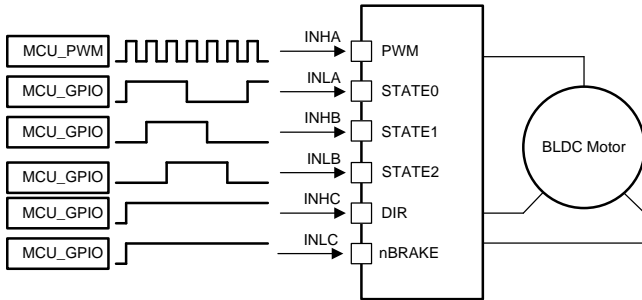 MCU_PWM INHA PWM
MCU_GPIO INLA STATE0
MCU_GPIO INHB STATE1
MCU_GPIO INLB STATE2
MCU_GPIO INHC DIR
MCU_GPIO INLC nBRAKE
BLDC Motor